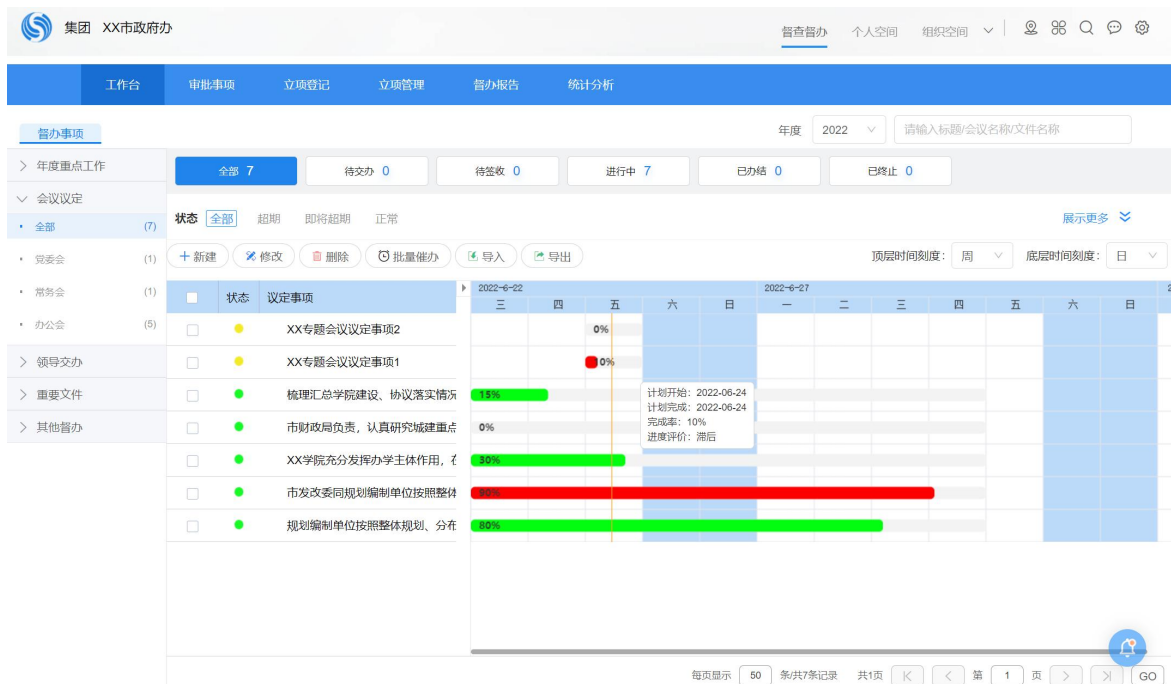 集团 XX市政府办
督查督办 个人空间 组织空间
工作台 审批事项 立项登记 立项管理 督办报告 统计分析
督办事项
年度 2022 请输入标题/会议名称/文件名称
年度重点工作
全部 7 待交办 0 待签收 0 进行中 7 已办结 0 已终止 0
会议议定
全部 (7)
党委会 (1)
常务会 (1)
办公会 (5)
领导交办
重要文件
其他督办
状态 全部 超期 即将超期 正常 展示更多
新建 修改 删除 批量催办 导入 导出 顶层时间刻度: 周 底层时间刻度: 日
状态 议定事项 2022-6-22 2022-6-27 2
三 四 五 六 日 一 二 三 四 五 六 日
XX专题会议议定事项2 0%
XX专题会议议定事项1 0%
梳理汇总学院建设、协议落实情况 15%
市财政局负责，认真研究城建重点 0%
XX学院充分发挥办学主体作用，在 30%
市发改委同规划编制单位按照整体 90%
规划编制单位按照整体规划、分布 80%
计划开始: 2022-06-24
计划完成: 2022-06-24
完成率: 10%
进度评价: 滞后
每页显示 50 条/共7条记录 共1页 第 1 页 GO